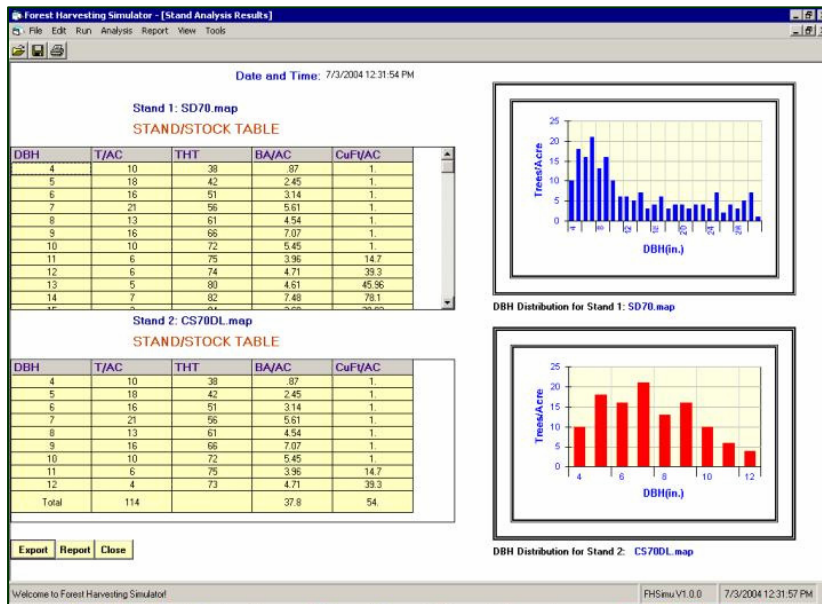 Forest Harvesting Simulator - [Stand Analysis Results]
File Edit Run Analysis Report View Tools
Date and Time: 7/3/2004 12:31:54 PM
Stand 1: SD70.map
STAND/STOCK TABLE
DBH T/AC THT BA/AC CuFt/AC
4 10 38 .87 1.
5 18 42 2.45 1.
6 16 51 3.14 1.
7 21 56 5.61 1.
8 13 61 4.54 1.
9 16 66 7.07 1.
10 10 72 5.45 1.
11 6 75 3.96 14.7
12 6 74 4.71 39.3
13 5 80 4.61 45.96
14 7 82 7.48 78.1
Stand 2: CS70DL.map
STAND/STOCK TABLE
DBH T/AC THT BA/AC CuFt/AC
4 10 38 .87 1.
5 18 42 2.45 1.
6 16 51 3.14 1.
7 21 56 5.61 1.
8 13 61 4.54 1.
9 16 66 7.07 1.
10 10 72 5.45 1.
11 6 75 3.96 14.7
12 4 73 4.71 39.3
Total 114 37.8 54.
Export Report Close
Trees/Acre
25
20
15
10
5
0
4 8 12 16 20 24 28
DBH(in.)
DBH Distribution for Stand 1: SD70.map
Trees/Acre
25
20
15
10
5
0
4 6 8 10 12
DBH(in.)
DBH Distribution for Stand 2: CS70DL.map
Welcome to Forest Harvesting Simulator! FHSimu V1.0.0 7/3/2004 12:31:57 PM